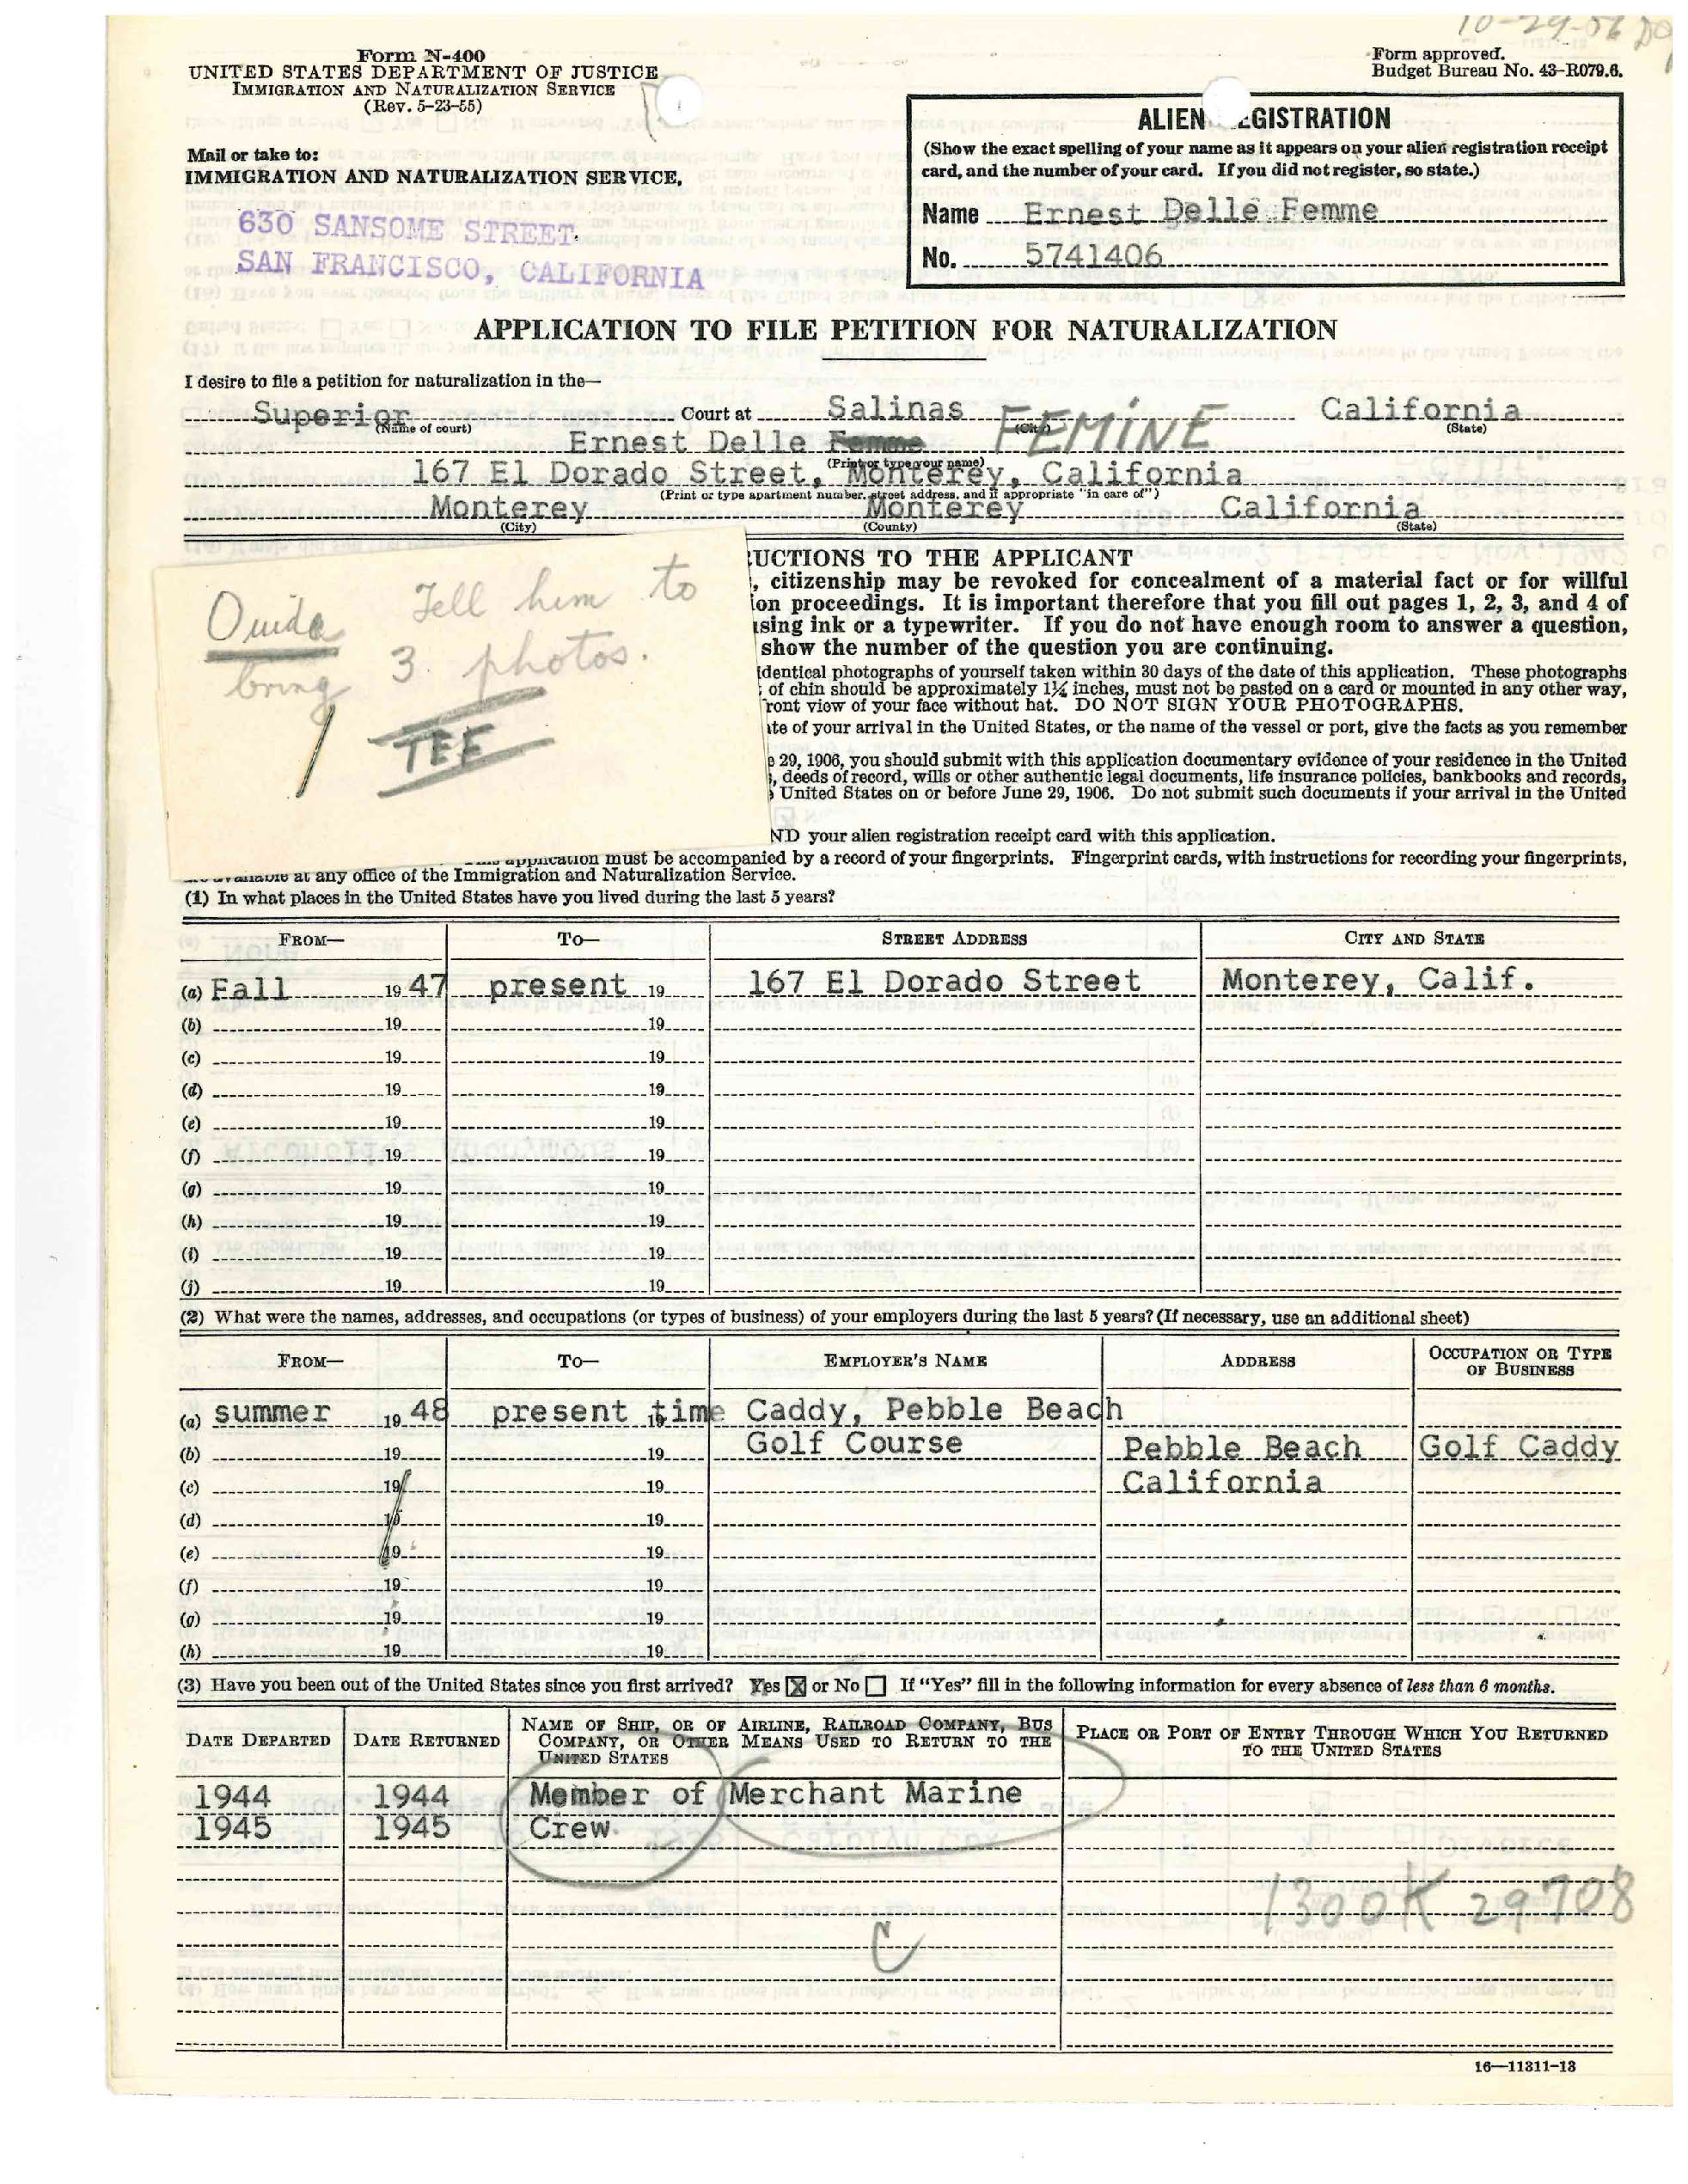 10-29-56
Form N-400
UNITED STATES DEPARTMENT OF JUSTICE
IMMIGRATION AND NATURALIZATION SERVICE
(Rev. 5-23-55)
Form approved.
Budget Bureau No. 43-R079.6.
Mail or take to:
IMMIGRATION AND NATURALIZATION SERVICE,
630 SANSOME STREET.
SAN FRANCISCO, CALIFORNIA
ALIEN EGISTRATION
(Show the exact spelling of your name as it appears on your alien registration receipt
card, and the number of your card. If you did not register, so state.)
Name Ernest Delle Femme
No. 5741406
APPLICATION TO FILE PETITION FOR NATURALIZATION
I desire to file a petition for naturalization in the—
Superior Court at Salinas California
(Name of court) (City) (State)
Ernest Delle Femme FEMINE
(Print or type your name)
167 El Dorado Street, Monterey, California
(Print or type apartment number, street address, and if appropriate "in care of")
Monterey Monterey California
(City) (County) (State)
Ouida Tell him to
bring 3 photos.
TEE
UCTIONS TO THE APPLICANT
, citizenship may be revoked for concealment of a material fact or for willful
ion proceedings. It is important therefore that you fill out pages 1, 2, 3, and 4 of
using ink or a typewriter. If you do not have enough room to answer a question,
show the number of the question you are continuing.
identical photographs of yourself taken within 30 days of the date of this application. These photographs
of chin should be approximately 1¼ inches, must not be pasted on a card or mounted in any other way,
ront view of your face without hat. DO NOT SIGN YOUR PHOTOGRAPHS.
te of your arrival in the United States, or the name of the vessel or port, give the facts as you remember
e 29, 1906, you should submit with this application documentary evidence of your residence in the United
, deeds of record, wills or other authentic legal documents, life insurance policies, bankbooks and records,
United States on or before June 29, 1906. Do not submit such documents if your arrival in the United
ND your alien registration receipt card with this application.
application must be accompanied by a record of your fingerprints. Fingerprint cards, with instructions for recording your fingerprints,
available at any office of the Immigration and Naturalization Service.
(1) In what places in the United States have you lived during the last 5 years?
FROM— TO— STREET ADDRESS CITY AND STATE
(a) Fall 19 47 present 19 167 El Dorado Street Monterey, Calif.
(b) 19 19
(c) 19 19
(d) 19 19
(e) 19 19
(f) 19 19
(g) 19 19
(h) 19 19
(i) 19 19
(j) 19 19
(2) What were the names, addresses, and occupations (or types of business) of your employers during the last 5 years? (If necessary, use an additional sheet)
FROM— TO— EMPLOYER'S NAME ADDRESS OCCUPATION OR TYPE OF BUSINESS
(a) summer 19 48 present time 19 Caddy, Pebble Beach
(b) 19 19 Golf Course Pebble Beach Golf Caddy
(c) 19 19 California
(d) 19 19
(e) 19 19
(f) 19 19
(g) 19 19
(h) 19 19
(3) Have you been out of the United States since you first arrived? Yes X or No If "Yes" fill in the following information for every absence of less than 6 months.
DATE DEPARTED DATE RETURNED NAME OF SHIP, OR OF AIRLINE, RAILROAD COMPANY, BUS COMPANY, OR OTHER MEANS USED TO RETURN TO THE UNITED STATES PLACE OR PORT OF ENTRY THROUGH WHICH YOU RETURNED TO THE UNITED STATES
1944 1944 Member of Merchant Marine
1945 1945 Crew
1300K 29708
C
16—11311-13